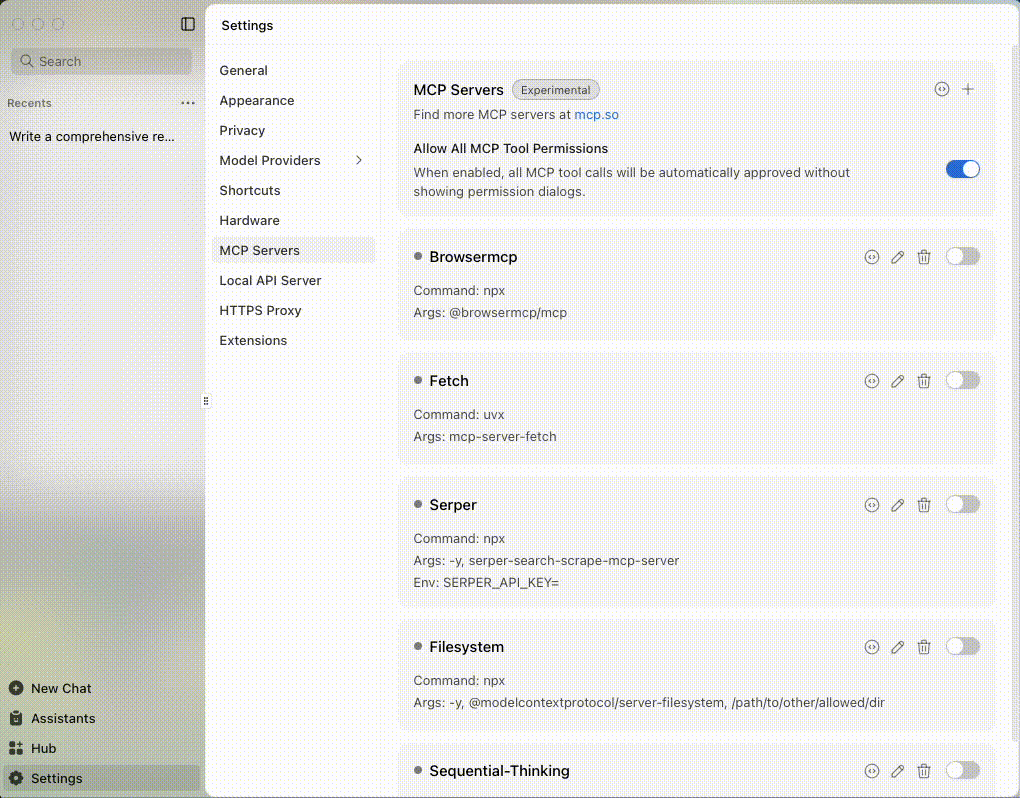 Settings
Search
Recents
Write a comprehensive re...
New Chat
Assistants
Hub
Settings
General
Appearance
Privacy
Model Providers
Shortcuts
Hardware
MCP Servers
Local API Server
HTTPS Proxy
Extensions
MCP Servers Experimental
Find more MCP servers at mcp.so
Allow All MCP Tool Permissions
When enabled, all MCP tool calls will be automatically approved without
showing permission dialogs.
Browsermcp
Command: npx
Args: @browsermcp/mcp
Fetch
Command: uvx
Args: mcp-server-fetch
Serper
Command: npx
Args: -y, serper-search-scrape-mcp-server
Env: SERPER_API_KEY=
Filesystem
Command: npx
Args: -y, @modelcontextprotocol/server-filesystem, /path/to/other/allowed/dir
Sequential-Thinking